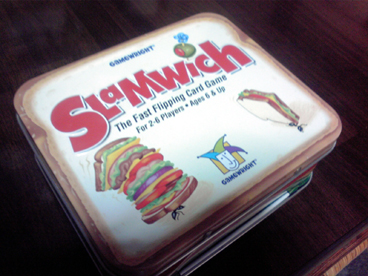 GAMEWRIGHT
SLaMWich
The Fast Flipping Card Game
For 2-6 Players • Ages 6 & Up
GAMEWRIGHT